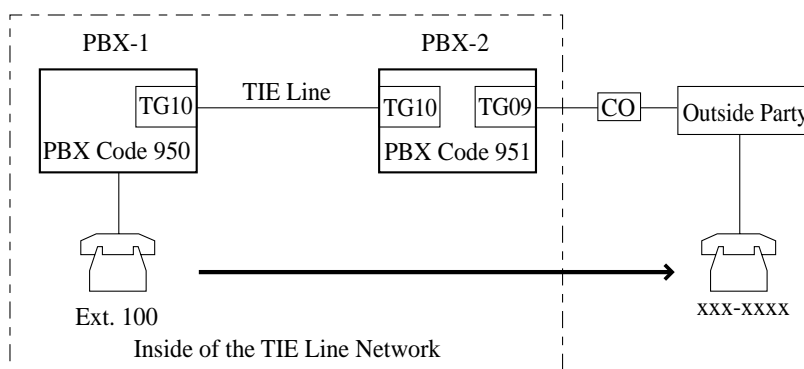 PBX-1
PBX-2
TG10
TIE Line
TG10
TG09
CO
Outside Party
PBX Code 950
PBX Code 951
Ext. 100
xxx-xxxx
Inside of the TIE Line Network